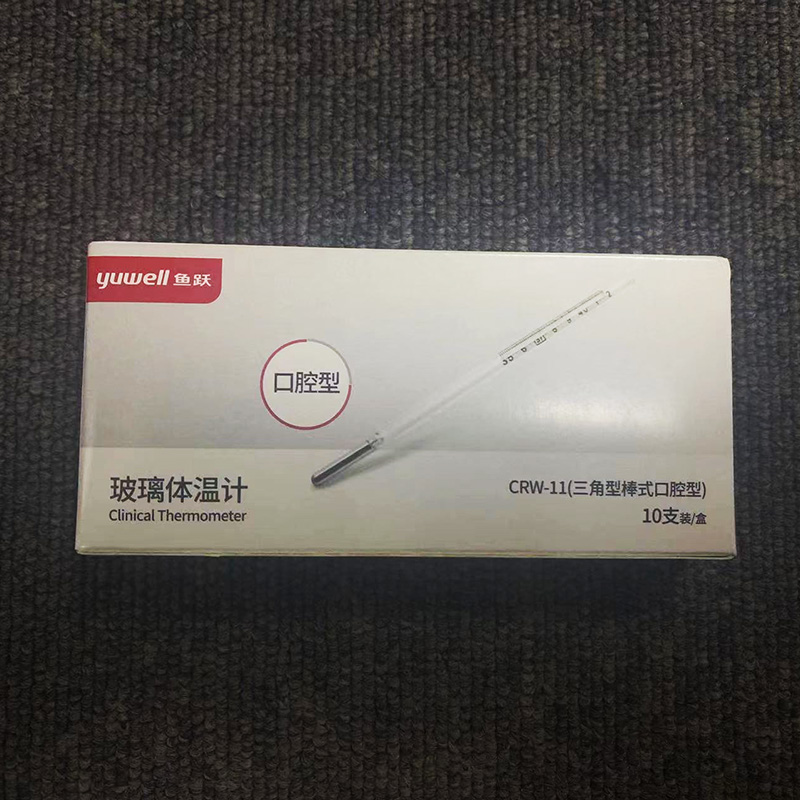 yuwell 鱼跃
口腔型
玻璃体温计
Clinical Thermometer
CRW-11(三角型棒式口腔型)
10支装/盒